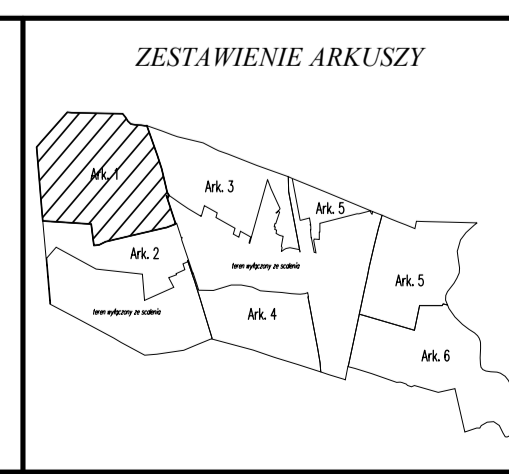 ZESTAWIENIE ARKUSZY
Ark. 1
Ark. 3
Ark. 5
Ark. 2
teren wyłączony ze scalenia
Ark. 5
teren wyłączony ze scalenia
Ark. 4
Ark. 6